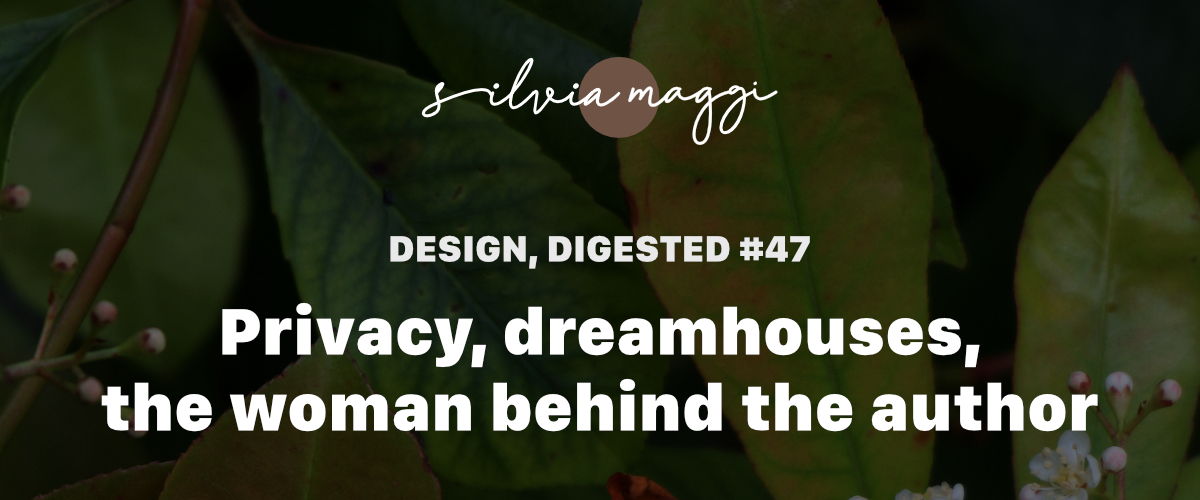 silvia maggi
DESIGN, DIGESTED #47
Privacy, dreamhouses,
the woman behind the author